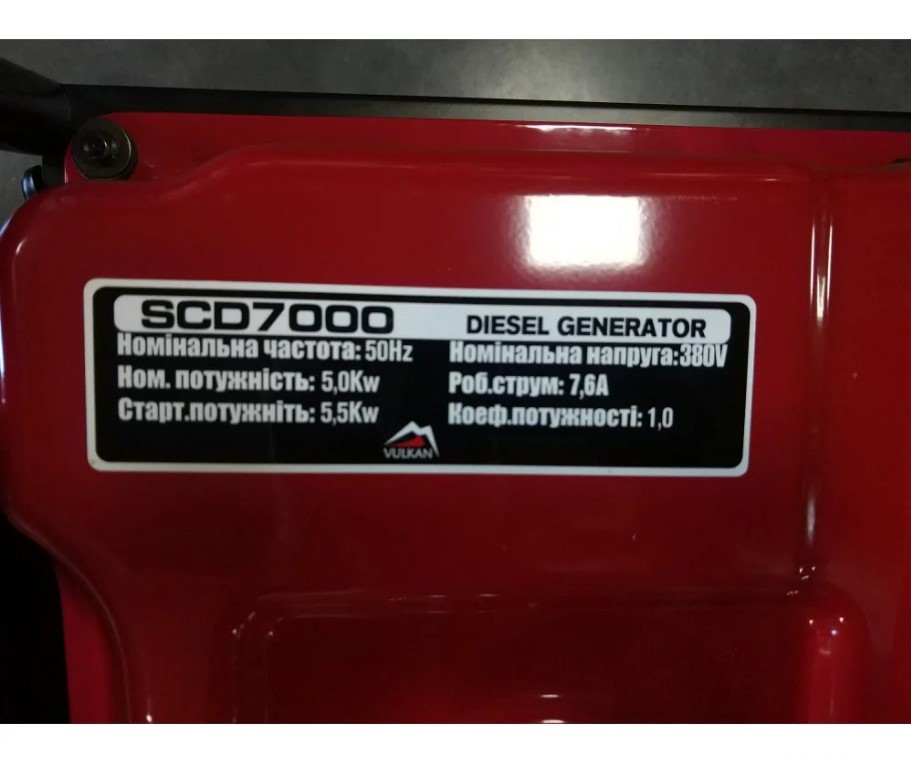 SCD7000 DIESEL GENERATOR
Номінальна частота: 50Hz Номінальна напруга:380V
Ном. потужність: 5,0Kw Роб.струм: 7,6A
Старт.потужніть: 5,5Kw Коеф.потужності: 1,0
VULKAN